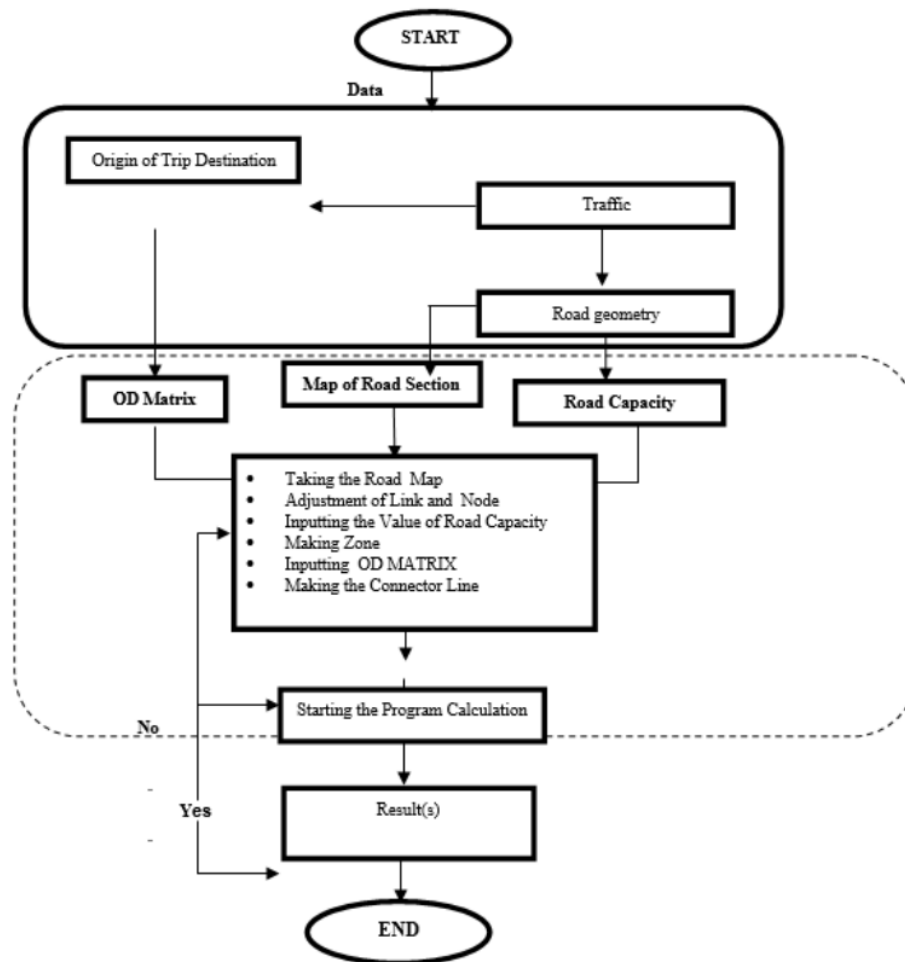 START
Data
Origin of Trip Destination
Traffic
Road geometry
OD Matrix
Map of Road Section
Road Capacity
• Taking the Road Map
• Adjustment of Link and Node
• Inputting the Value of Road Capacity
• Making Zone
• Inputting OD MATRIX
• Making the Connector Line
Starting the Program Calculation
No
Yes
Result(s)
END